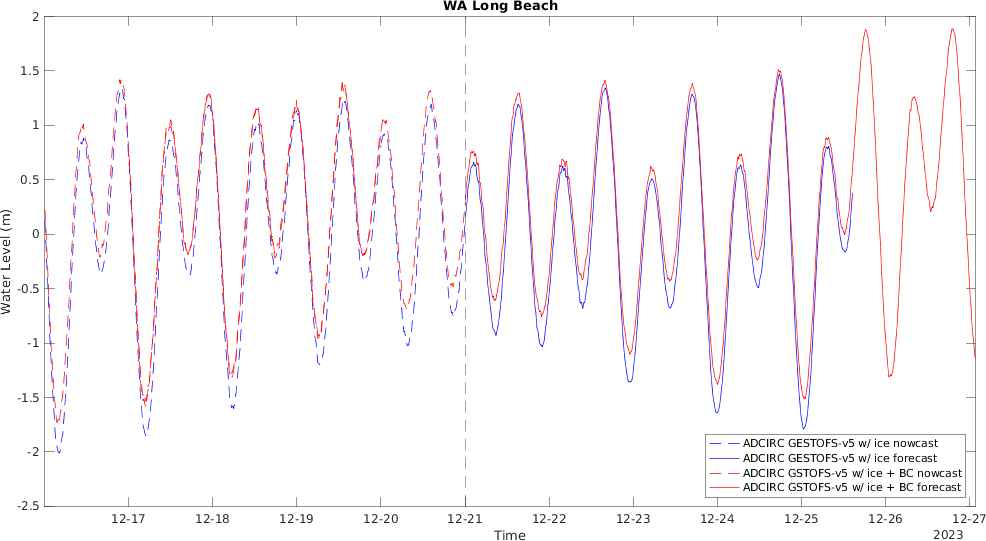 WA Long Beach
2
1.5
1
0.5
0
-0.5
-1
-1.5
-2
-2.5
Water Level (m)
ADCIRC GESTOFS-v5 w/ ice nowcast
ADCIRC GESTOFS-v5 w/ ice forecast
ADCIRC GSTOFS-v5 w/ ice + BC nowcast
ADCIRC GSTOFS-v5 w/ ice + BC forecast
12-17 12-18 12-19 12-20 12-21 12-22 12-23 12-24 12-25 12-26 12-27
Time
2023